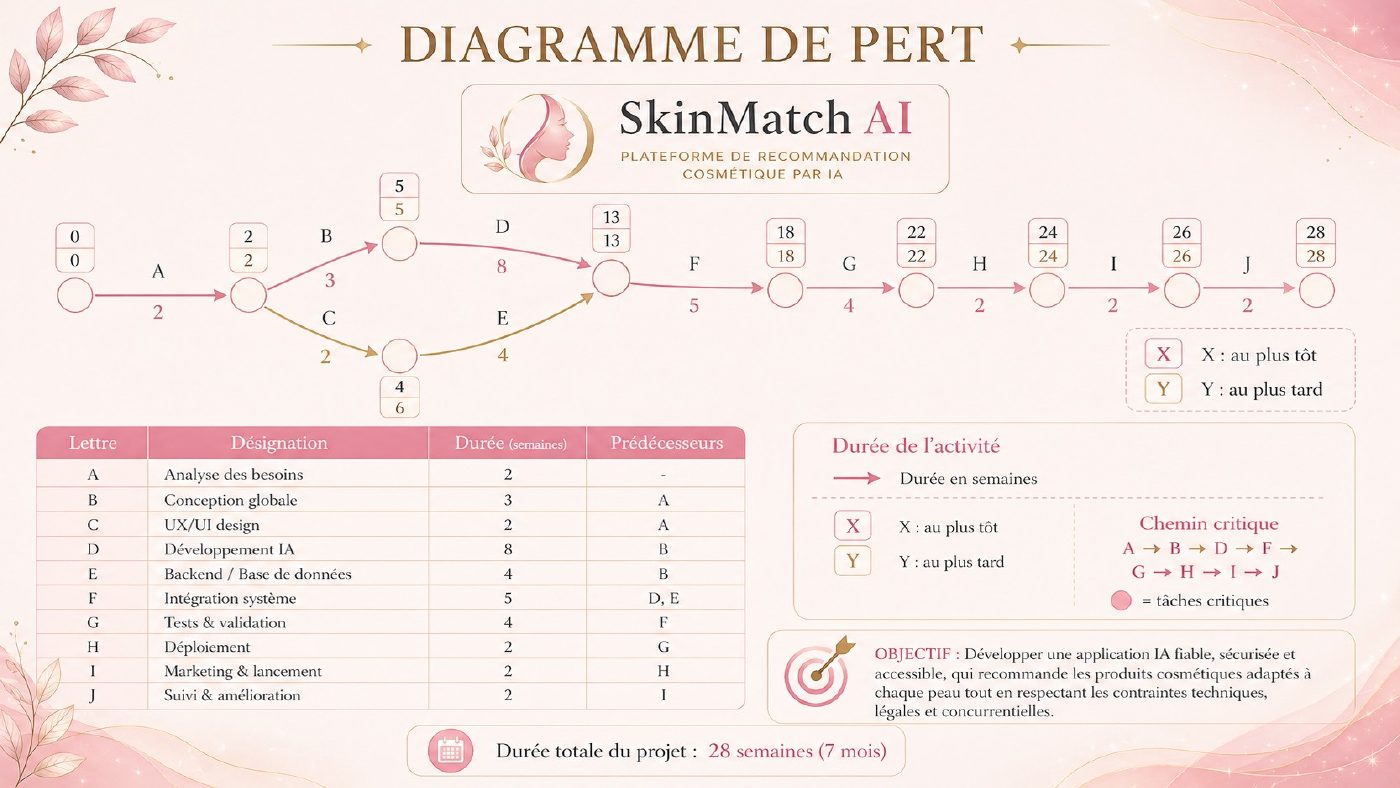 DIAGRAMME DE PERT
SkinMatch AI
PLATEFORME DE RECOMMANDATION
COSMÉTIQUE PAR IA
0
0
A
2
2
2
B
3
C
2
5
5
4
6
D
8
E
4
13
13
F
5
18
18
G
4
22
22
H
2
24
24
I
2
26
26
J
2
28
28
X X : au plus tôt
Y Y : au plus tard
Lettre Désignation Durée (semaines) Prédécesseurs
A Analyse des besoins 2 -
B Conception globale 3 A
C UX/UI design 2 A
D Développement IA 8 B
E Backend / Base de données 4 B
F Intégration système 5 D, E
G Tests & validation 4 F
H Déploiement 2 G
I Marketing & lancement 2 H
J Suivi & amélioration 2 I
Durée de l'activité
Durée en semaines
X X : au plus tôt
Y Y : au plus tard
Chemin critique
A → B → D → F →
G → H → I → J
= tâches critiques
OBJECTIF : Développer une application IA fiable, sécurisée et
accessible, qui recommande les produits cosmétiques adaptés à
chaque peau tout en respectant les contraintes techniques,
légales et concurrentielles.
Durée totale du projet : 28 semaines (7 mois)